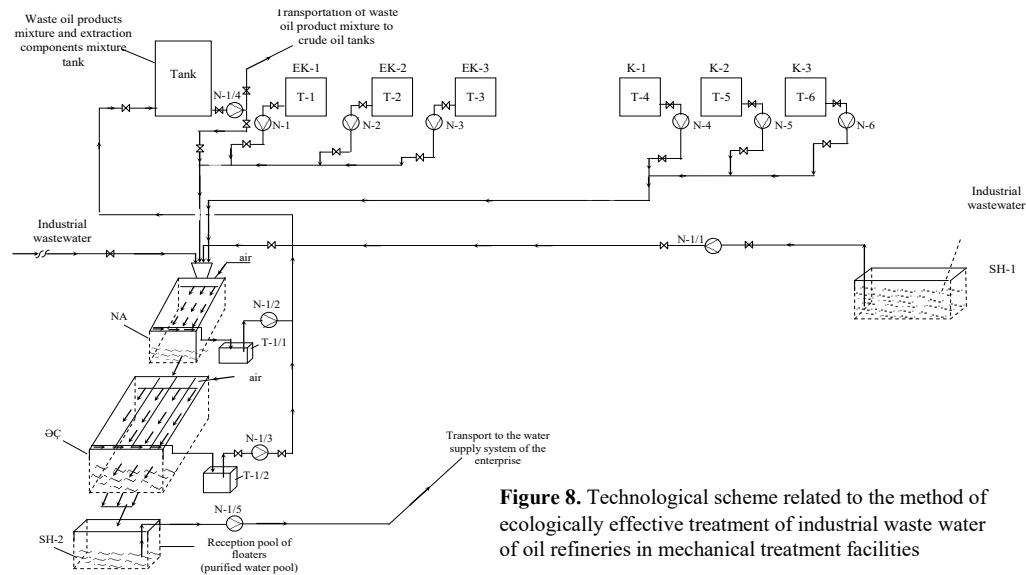 Waste oil products
mixture and extraction
components mixture
tank
Transportation of waste
oil product mixture to
crude oil tanks
Tank
N-1/4
EK-1
T-1
N-1
EK-2
T-2
N-2
EK-3
T-3
N-3
K-1
T-4
N-4
K-2
T-5
N-5
K-3
T-6
N-6
Industrial
wastewater
Industrial
wastewater
N-1/1
SH-1
air
NA
N-1/2
T-1/1
air
ƏÇ
N-1/3
T-1/2
Transport to the water
supply system of the
enterprise
N-1/5
SH-2
Reception pool of
floaters
(purified water pool)
Figure 8. Technological scheme related to the method of
ecologically effective treatment of industrial waste water
of oil refineries in mechanical treatment facilities